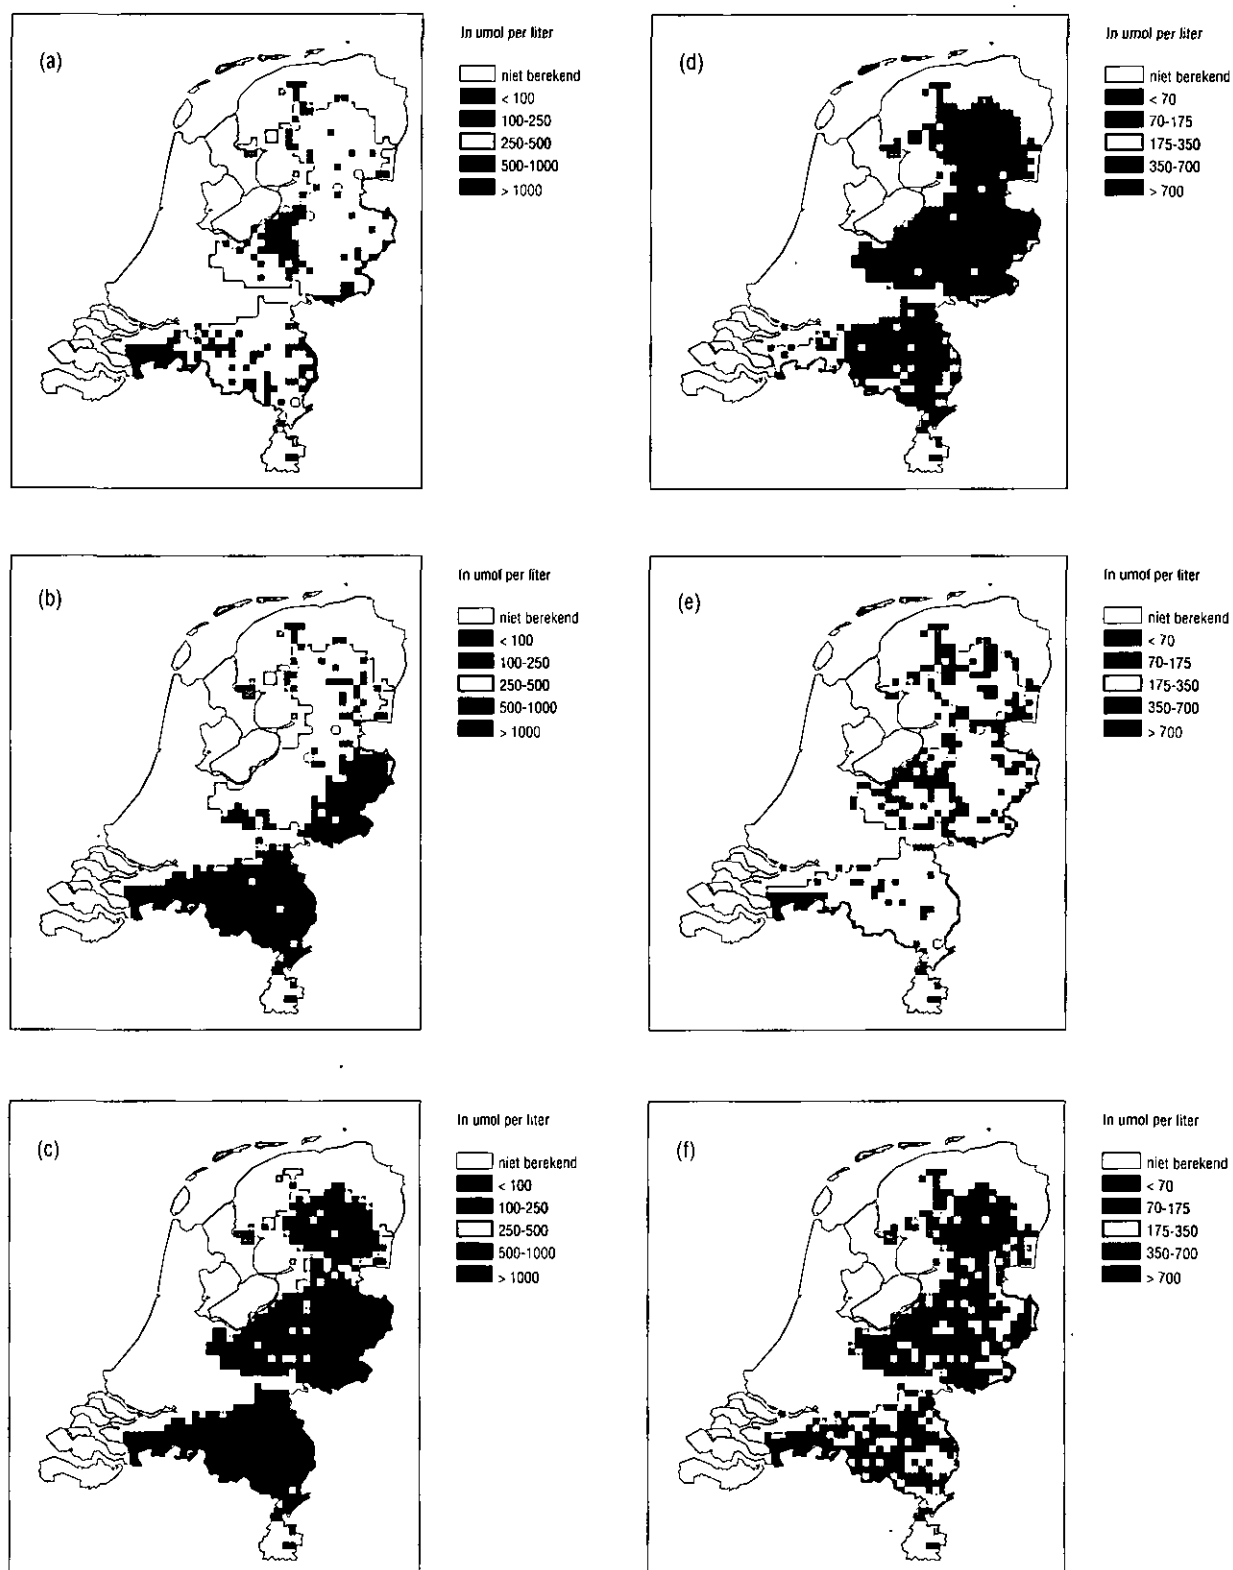 (a)
In umol per liter
niet berekend
< 100
100-250
250-500
500-1000
> 1000
(d)
In umol per liter
niet berekend
< 70
70-175
175-350
350-700
> 700
(b)
In umol per liter
niet berekend
< 100
100-250
250-500
500-1000
> 1000
(e)
In umol per liter
niet berekend
< 70
70-175
175-350
350-700
> 700
(c)
In umol per liter
niet berekend
< 100
100-250
250-500
500-1000
> 1000
(f)
In umol per liter
niet berekend
< 70
70-175
175-350
350-700
> 700